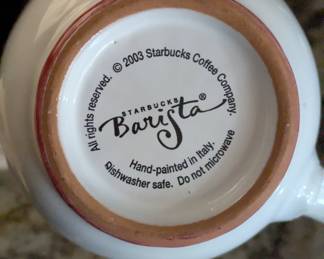 All rights reserved. © 2003 Starbucks Coffee Company.
STARBUCKS
Barista®
Hand-painted in Italy.
Dishwasher safe. Do not microwave